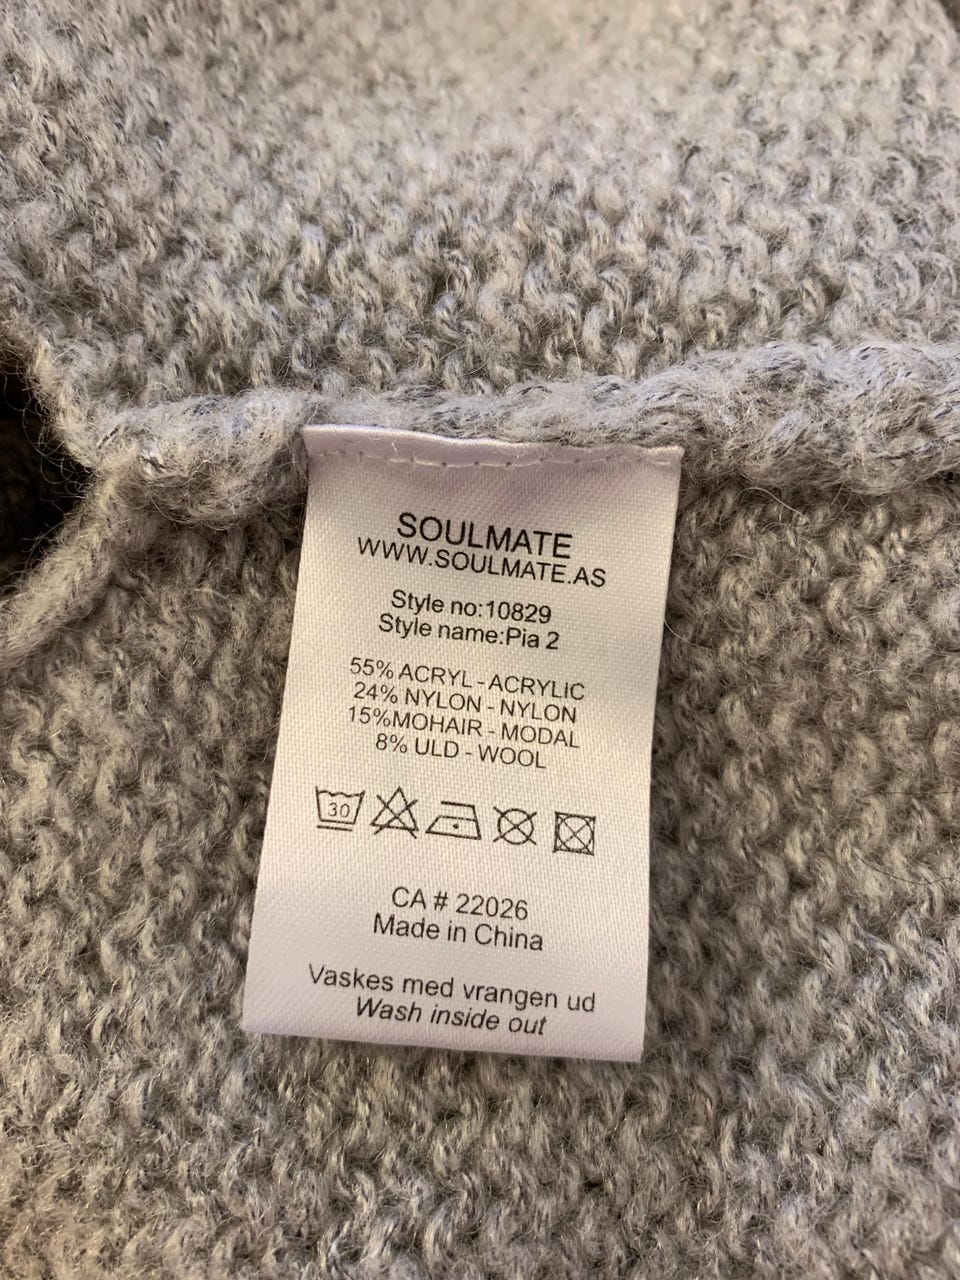 SOULMATE
WWW.SOULMATE.AS
Style no:10829
Style name:Pia 2
55% ACRYL - ACRYLIC
24% NYLON - NYLON
15%MOHAIR - MODAL
8% ULD - WOOL
30
CA # 22026
Made in China
Vaskes med vrangen ud
Wash inside out